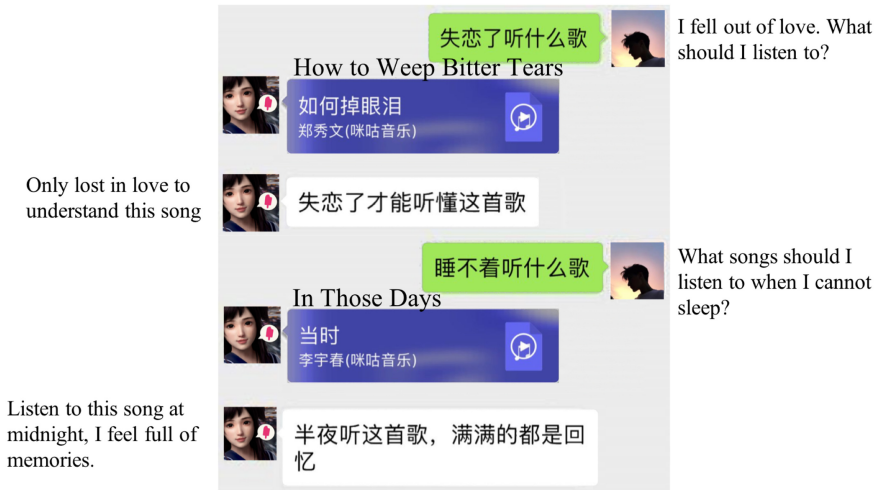 失恋了听什么歌
I fell out of love. What
should I listen to?
How to Weep Bitter Tears
如何掉眼泪
郑秀文(咪咕音乐)
Only lost in love to
understand this song
失恋了才能听懂这首歌
睡不着听什么歌
What songs should I
listen to when I cannot
sleep?
In Those Days
当时
李宇春(咪咕音乐)
Listen to this song at
midnight, I feel full of
memories.
半夜听这首歌，满满的都是回
忆